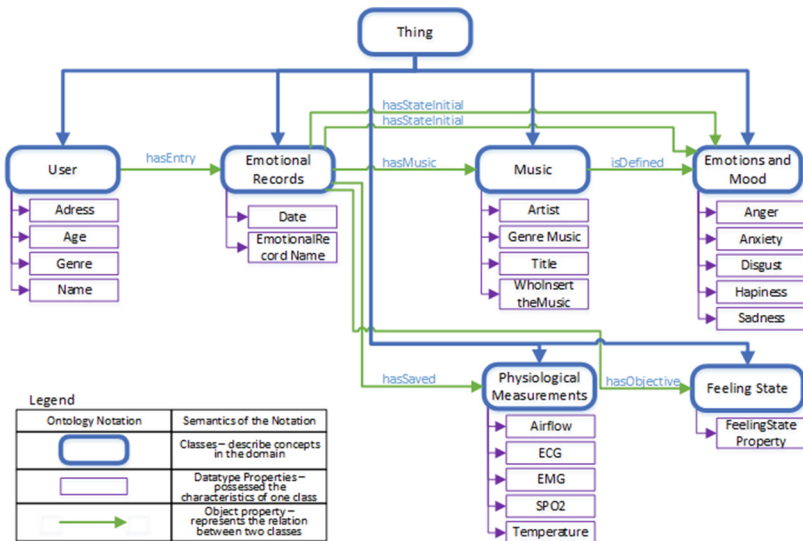 Thing
hasStateInitial
hasStateInitial
User
hasEntry
Emotional
Records
hasMusic
Music
isDefined
Emotions and
Mood
Adress
Age
Genre
Name
Date
EmotionalRe
cord Name
Artist
Genre Music
Title
WhoInsert
theMusic
Anger
Anxiety
Disgust
Hapiness
Sadness
hasSaved
Physiological
Measurements
hasObjective
Feeling State
Airflow
ECG
EMG
SPO2
Temperature
FeelingState
Property
Legend
Ontology Notation
Semantics of the Notation
Classes – describe concepts
in the domain
Datatype Properties –
possessed the
characteristics of one class
Object property –
represents the relation
between two classes